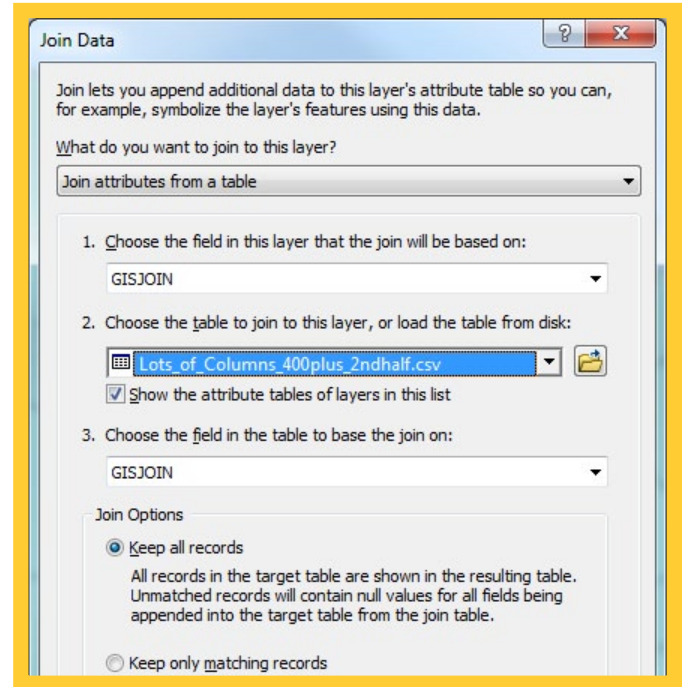 Join Data
Join lets you append additional data to this layer's attribute table so you can,
for example, symbolize the layer's features using this data.
What do you want to join to this layer?
Join attributes from a table
1. Choose the field in this layer that the join will be based on:
GISJOIN
2. Choose the table to join to this layer, or load the table from disk:
Lots_of_Columns_400plus_2ndhalf.csv
Show the attribute tables of layers in this list
3. Choose the field in the table to base the join on:
GISJOIN
Join Options
Keep all records
All records in the target table are shown in the resulting table.
Unmatched records will contain null values for all fields being
appended into the target table from the join table.
Keep only matching records